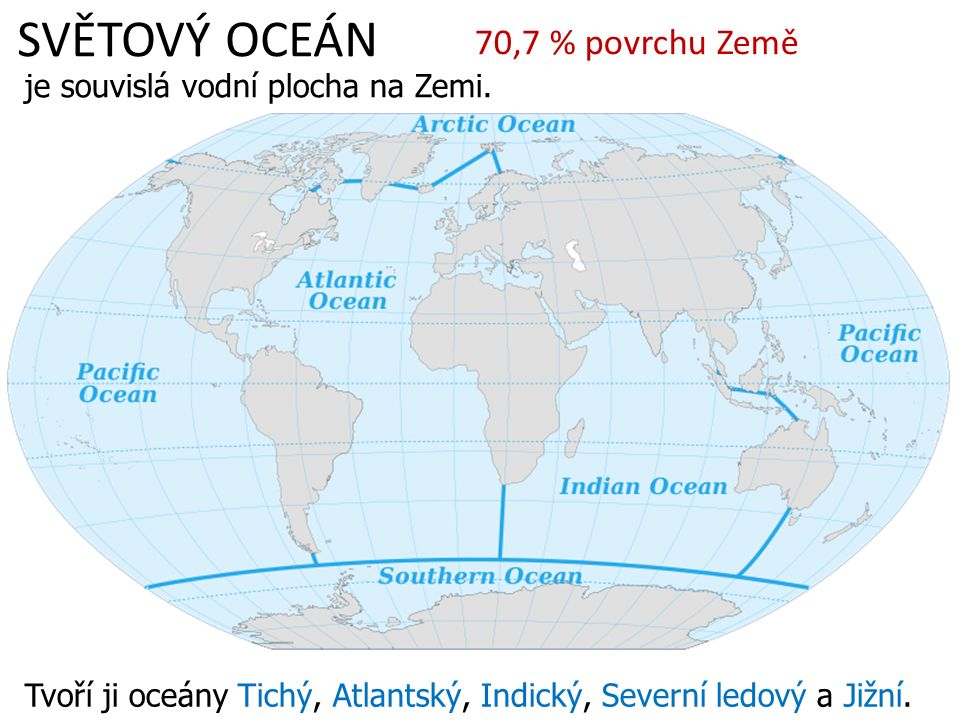 SVĚTOVÝ OCEÁN
70,7 % povrchu Země
je souvislá vodní plocha na Zemi.
Arctic Ocean
Atlantic
Ocean
Pacific
Ocean
Pacific
Ocean
Indian Ocean
Southern Ocean
Tvoří ji oceány Tichý, Atlantský, Indický, Severní ledový a Jižní.